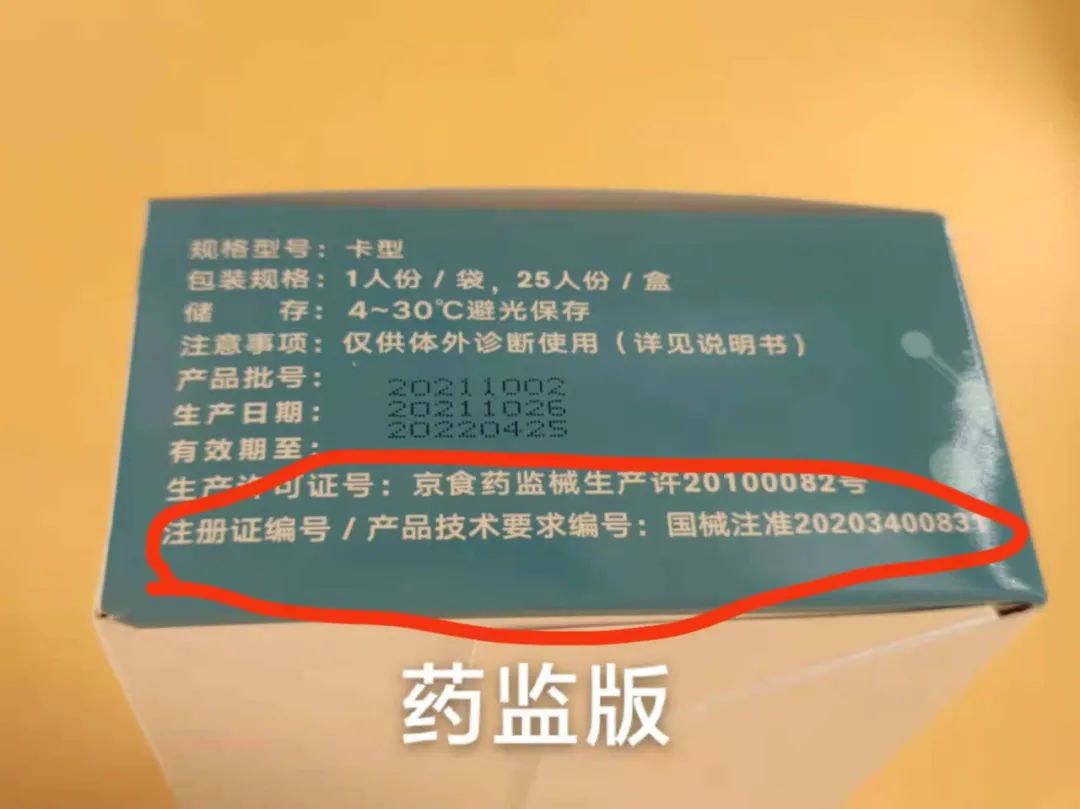 规格型号：卡型
包装规格：1人份 / 袋，25人份 / 盒
储　　存：4~30℃避光保存
注意事项：仅供体外诊断使用（详见说明书）
产品批号：20211002
生产日期：20211026
有效期至：20220425
生产许可证号：京食药监械生产许20100082号
注册证编号 / 产品技术要求编号：国械注准20203400831
药监版